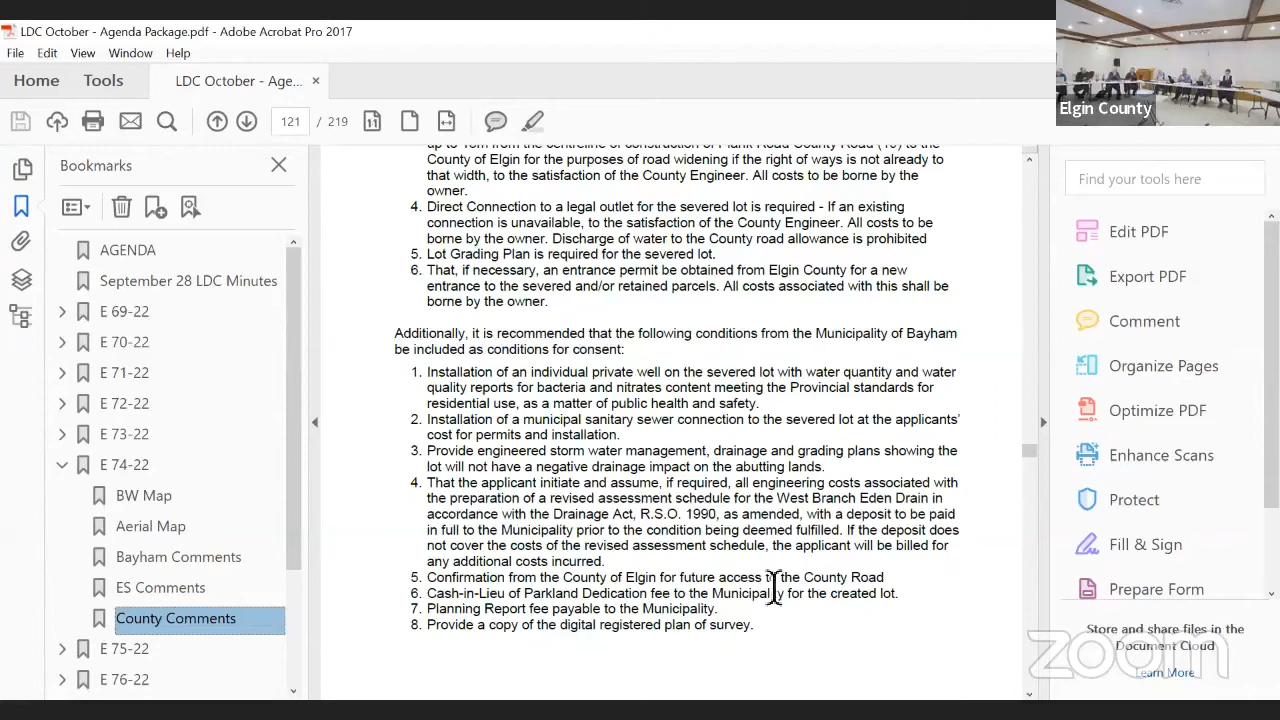 LDC October - Agenda Package.pdf - Adobe Acrobat Pro 2017
File Edit View Window Help
Home Tools LDC October - Age... ×
121 / 219
Elgin County
Bookmarks
AGENDA
September 28 LDC Minutes
E 69-22
E 70-22
E 71-22
E 72-22
E 73-22
E 74-22
BW Map
Aerial Map
Bayham Comments
ES Comments
County Comments
E 75-22
E 76-22
up to from the centreline of construction of Plank Road County Road (19) to the
County of Elgin for the purposes of road widening if the right of ways is not already to
that width, to the satisfaction of the County Engineer. All costs to be borne by the
owner.
4. Direct Connection to a legal outlet for the severed lot is required - If an existing
connection is unavailable, to the satisfaction of the County Engineer. All costs to be
borne by the owner. Discharge of water to the County road allowance is prohibited
5. Lot Grading Plan is required for the severed lot.
6. That, if necessary, an entrance permit be obtained from Elgin County for a new
entrance to the severed and/or retained parcels. All costs associated with this shall be
borne by the owner.
Additionally, it is recommended that the following conditions from the Municipality of Bayham
be included as conditions for consent:
1. Installation of an individual private well on the severed lot with water quantity and water
quality reports for bacteria and nitrates content meeting the Provincial standards for
residential use, as a matter of public health and safety.
2. Installation of a municipal sanitary sewer connection to the severed lot at the applicants'
cost for permits and installation.
3. Provide engineered storm water management, drainage and grading plans showing the
lot will not have a negative drainage impact on the abutting lands.
4. That the applicant initiate and assume, if required, all engineering costs associated with
the preparation of a revised assessment schedule for the West Branch Eden Drain in
accordance with the Drainage Act, R.S.O. 1990, as amended, with a deposit to be paid
in full to the Municipality prior to the condition being deemed fulfilled. If the deposit does
not cover the costs of the revised assessment schedule, the applicant will be billed for
any additional costs incurred.
5. Confirmation from the County of Elgin for future access to the County Road
6. Cash-in-Lieu of Parkland Dedication fee to the Municipality for the created lot.
7. Planning Report fee payable to the Municipality.
8. Provide a copy of the digital registered plan of survey.
Find your tools here
Edit PDF
Export PDF
Comment
Organize Pages
Optimize PDF
Enhance Scans
Protect
Fill & Sign
Prepare Form
Store and share files in the
Document Cloud
Learn More
zoom